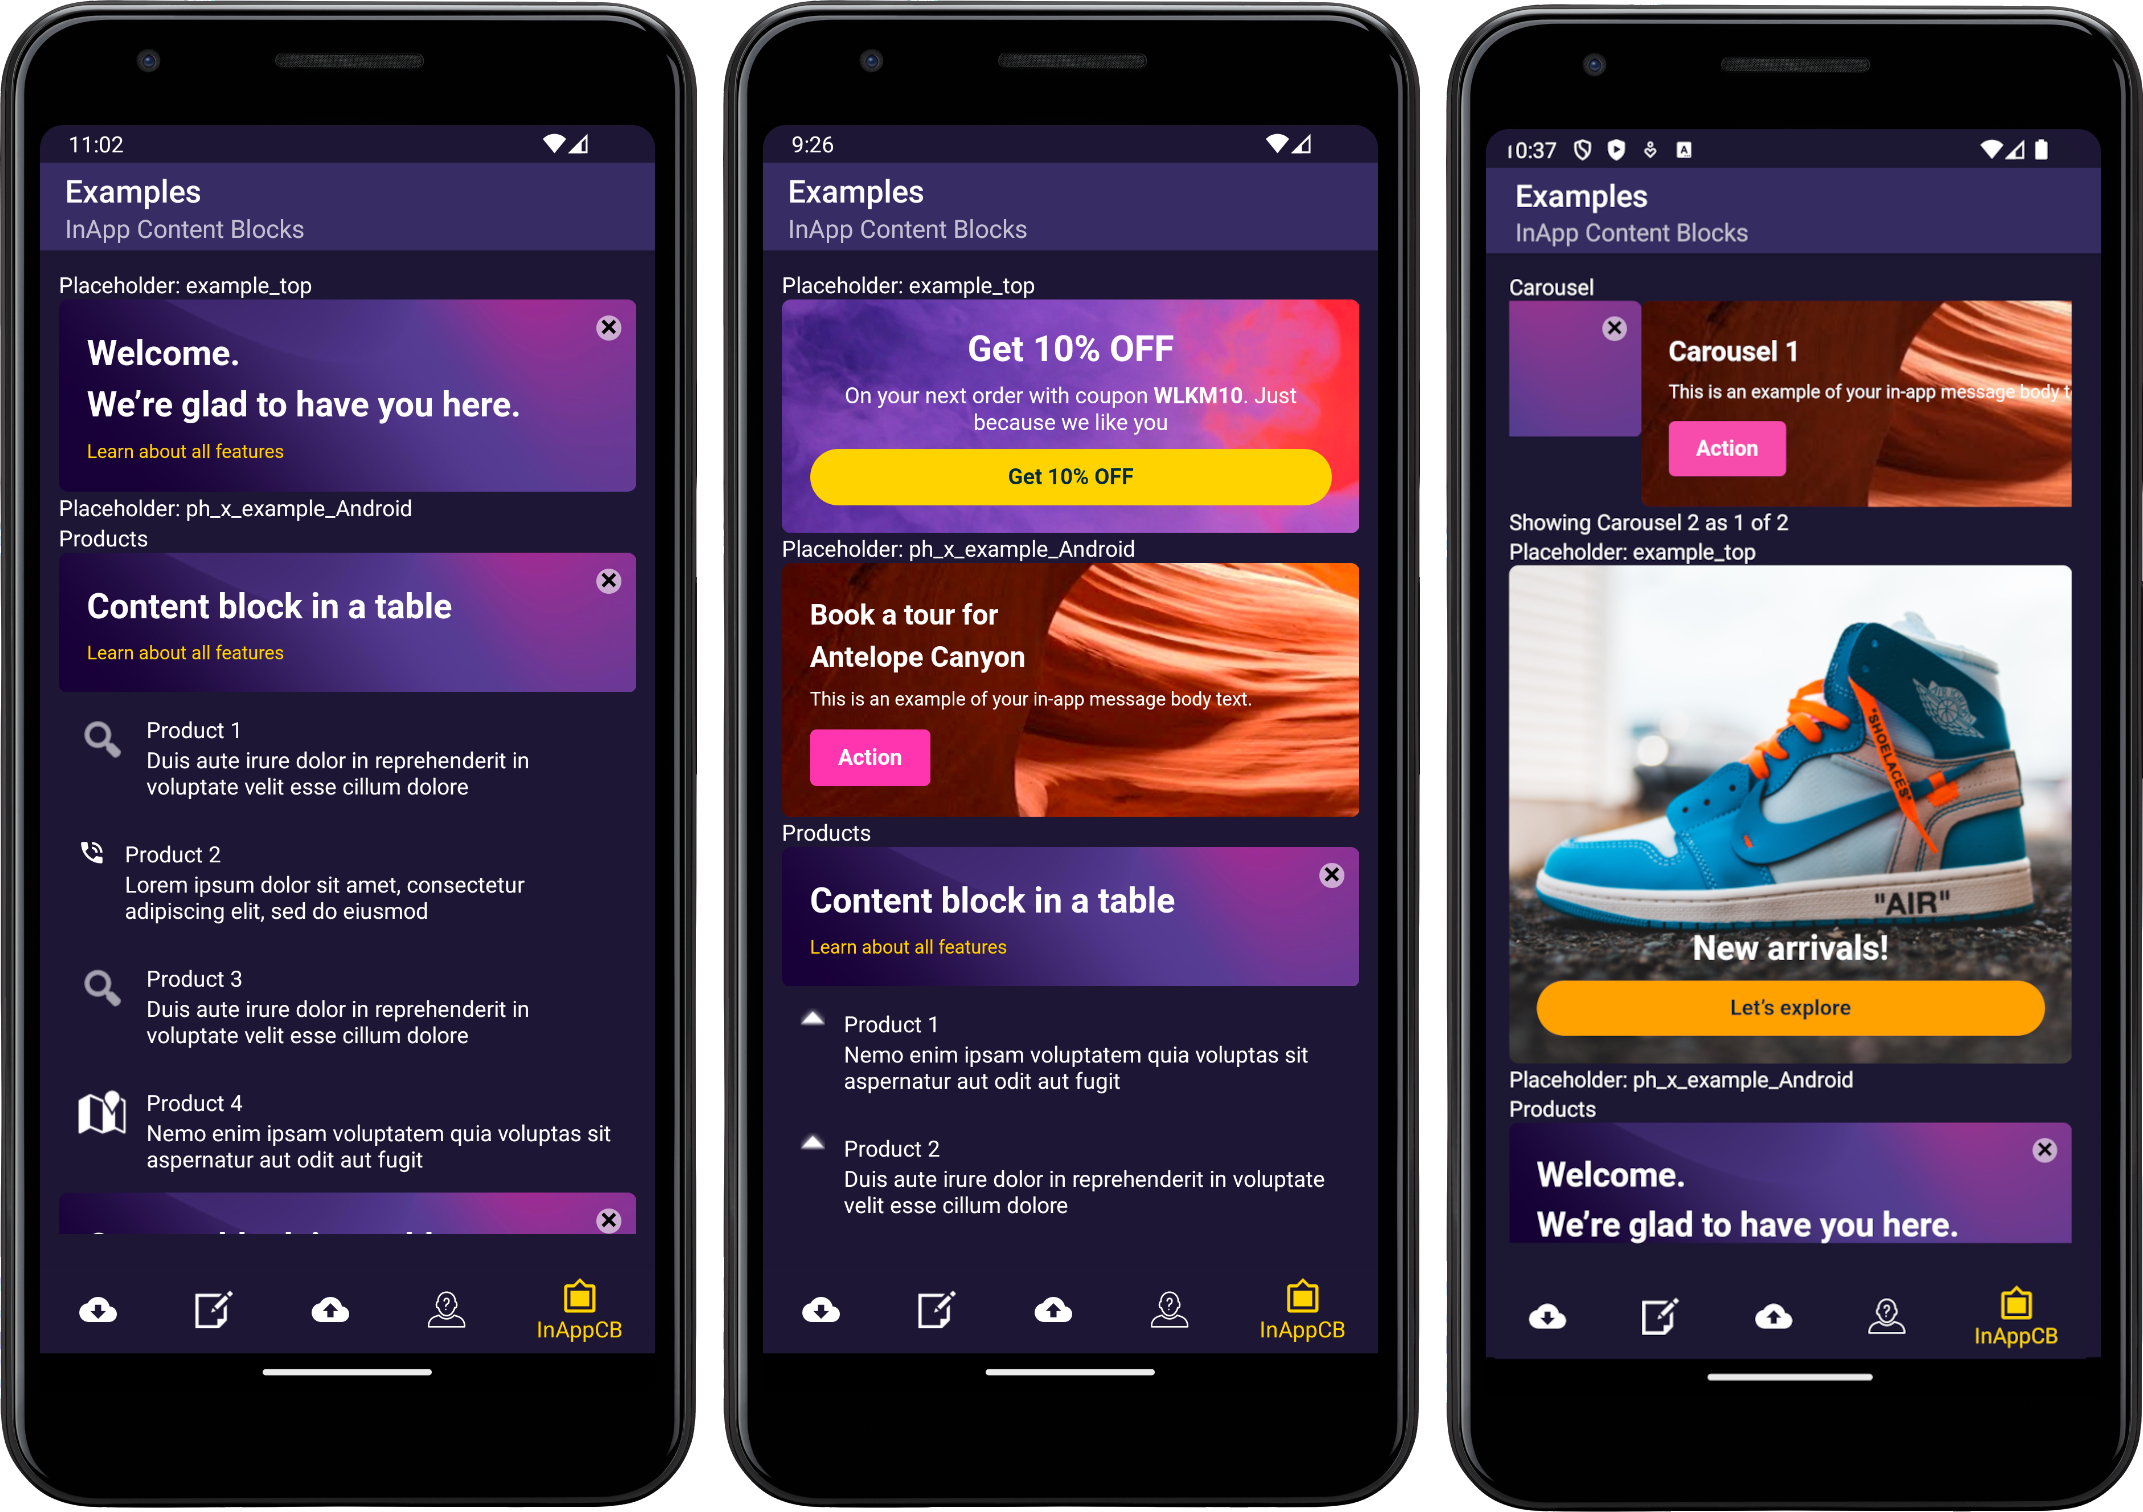 11:02
Examples
InApp Content Blocks
Placeholder: example_top
Welcome.
We're glad to have you here.
Learn about all features
Placeholder: ph_x_example_Android
Products
Content block in a table
Learn about all features
Product 1
Duis aute irure dolor in reprehenderit in
voluptate velit esse cillum dolore
Product 2
Lorem ipsum dolor sit amet, consectetur
adipiscing elit, sed do eiusmod
Product 3
Duis aute irure dolor in reprehenderit in
voluptate velit esse cillum dolore
Product 4
Nemo enim ipsam voluptatem quia voluptas sit
aspernatur aut odit aut fugit
InAppCB
9:26
Examples
InApp Content Blocks
Placeholder: example_top
Get 10% OFF
On your next order with coupon WLKM10. Just
because we like you
Get 10% OFF
Placeholder: ph_x_example_Android
Book a tour for
Antelope Canyon
This is an example of your in-app message body text.
Action
Products
Content block in a table
Learn about all features
Product 1
Nemo enim ipsam voluptatem quia voluptas sit
aspernatur aut odit aut fugit
Product 2
Duis aute irure dolor in reprehenderit in voluptate
velit esse cillum dolore
InAppCB
10:37
A
Examples
InApp Content Blocks
Carousel
Carousel 1
This is an example of your in-app message body t
Action
Showing Carousel 2 as 1 of 2
Placeholder: example_top
"SHOELACES"
"AIR"
New arrivals!
Let's explore
Placeholder: ph_x_example_Android
Products
Welcome.
We're glad to have you here.
InAppCB